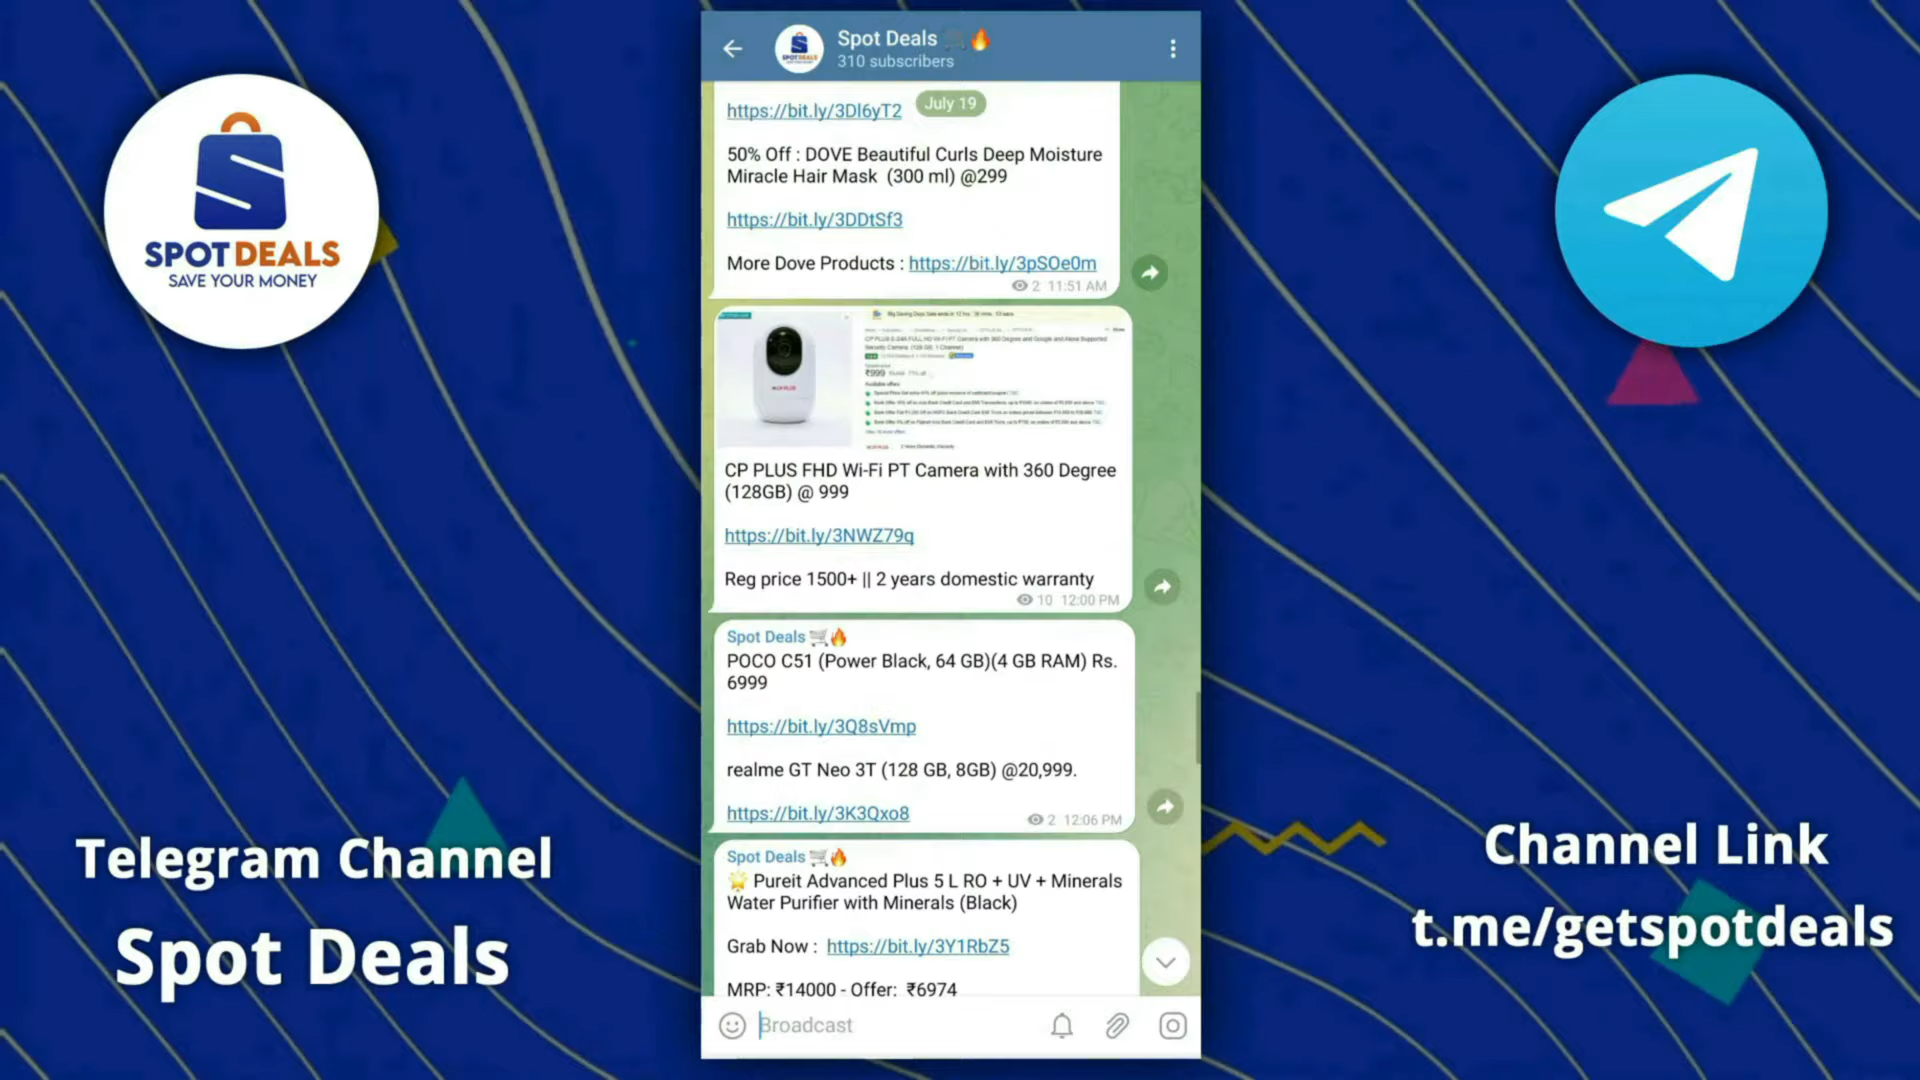 SPOT DEALS
SAVE YOUR MONEY
Telegram Channel
Spot Deals
Spot Deals 🛒🔥
310 subscribers
July 19
https://bit.ly/3Dl6yT2
50% Off : DOVE Beautiful Curls Deep Moisture
Miracle Hair Mask (300 ml) @299
https://bit.ly/3DDtSf3
More Dove Products : https://bit.ly/3pSOe0m
2 11:51 AM
CP PLUS
₹999
Available offers
CP PLUS FHD Wi-Fi PT Camera with 360 Degree
(128GB) @ 999
https://bit.ly/3NWZ79q
Reg price 1500+ || 2 years domestic warranty
10 12:00 PM
Spot Deals 🛒🔥
POCO C51 (Power Black, 64 GB)(4 GB RAM) Rs.
6999
https://bit.ly/3Q8sVmp
realme GT Neo 3T (128 GB, 8GB) @20,999.
https://bit.ly/3K3Qxo8
2 12:06 PM
Spot Deals 🛒🔥
🌟 Pureit Advanced Plus 5 L RO + UV + Minerals
Water Purifier with Minerals (Black)
Grab Now : https://bit.ly/3Y1RbZ5
MRP: ₹14000 - Offer: ₹6974
Broadcast
Channel Link
t.me/getspotdeals